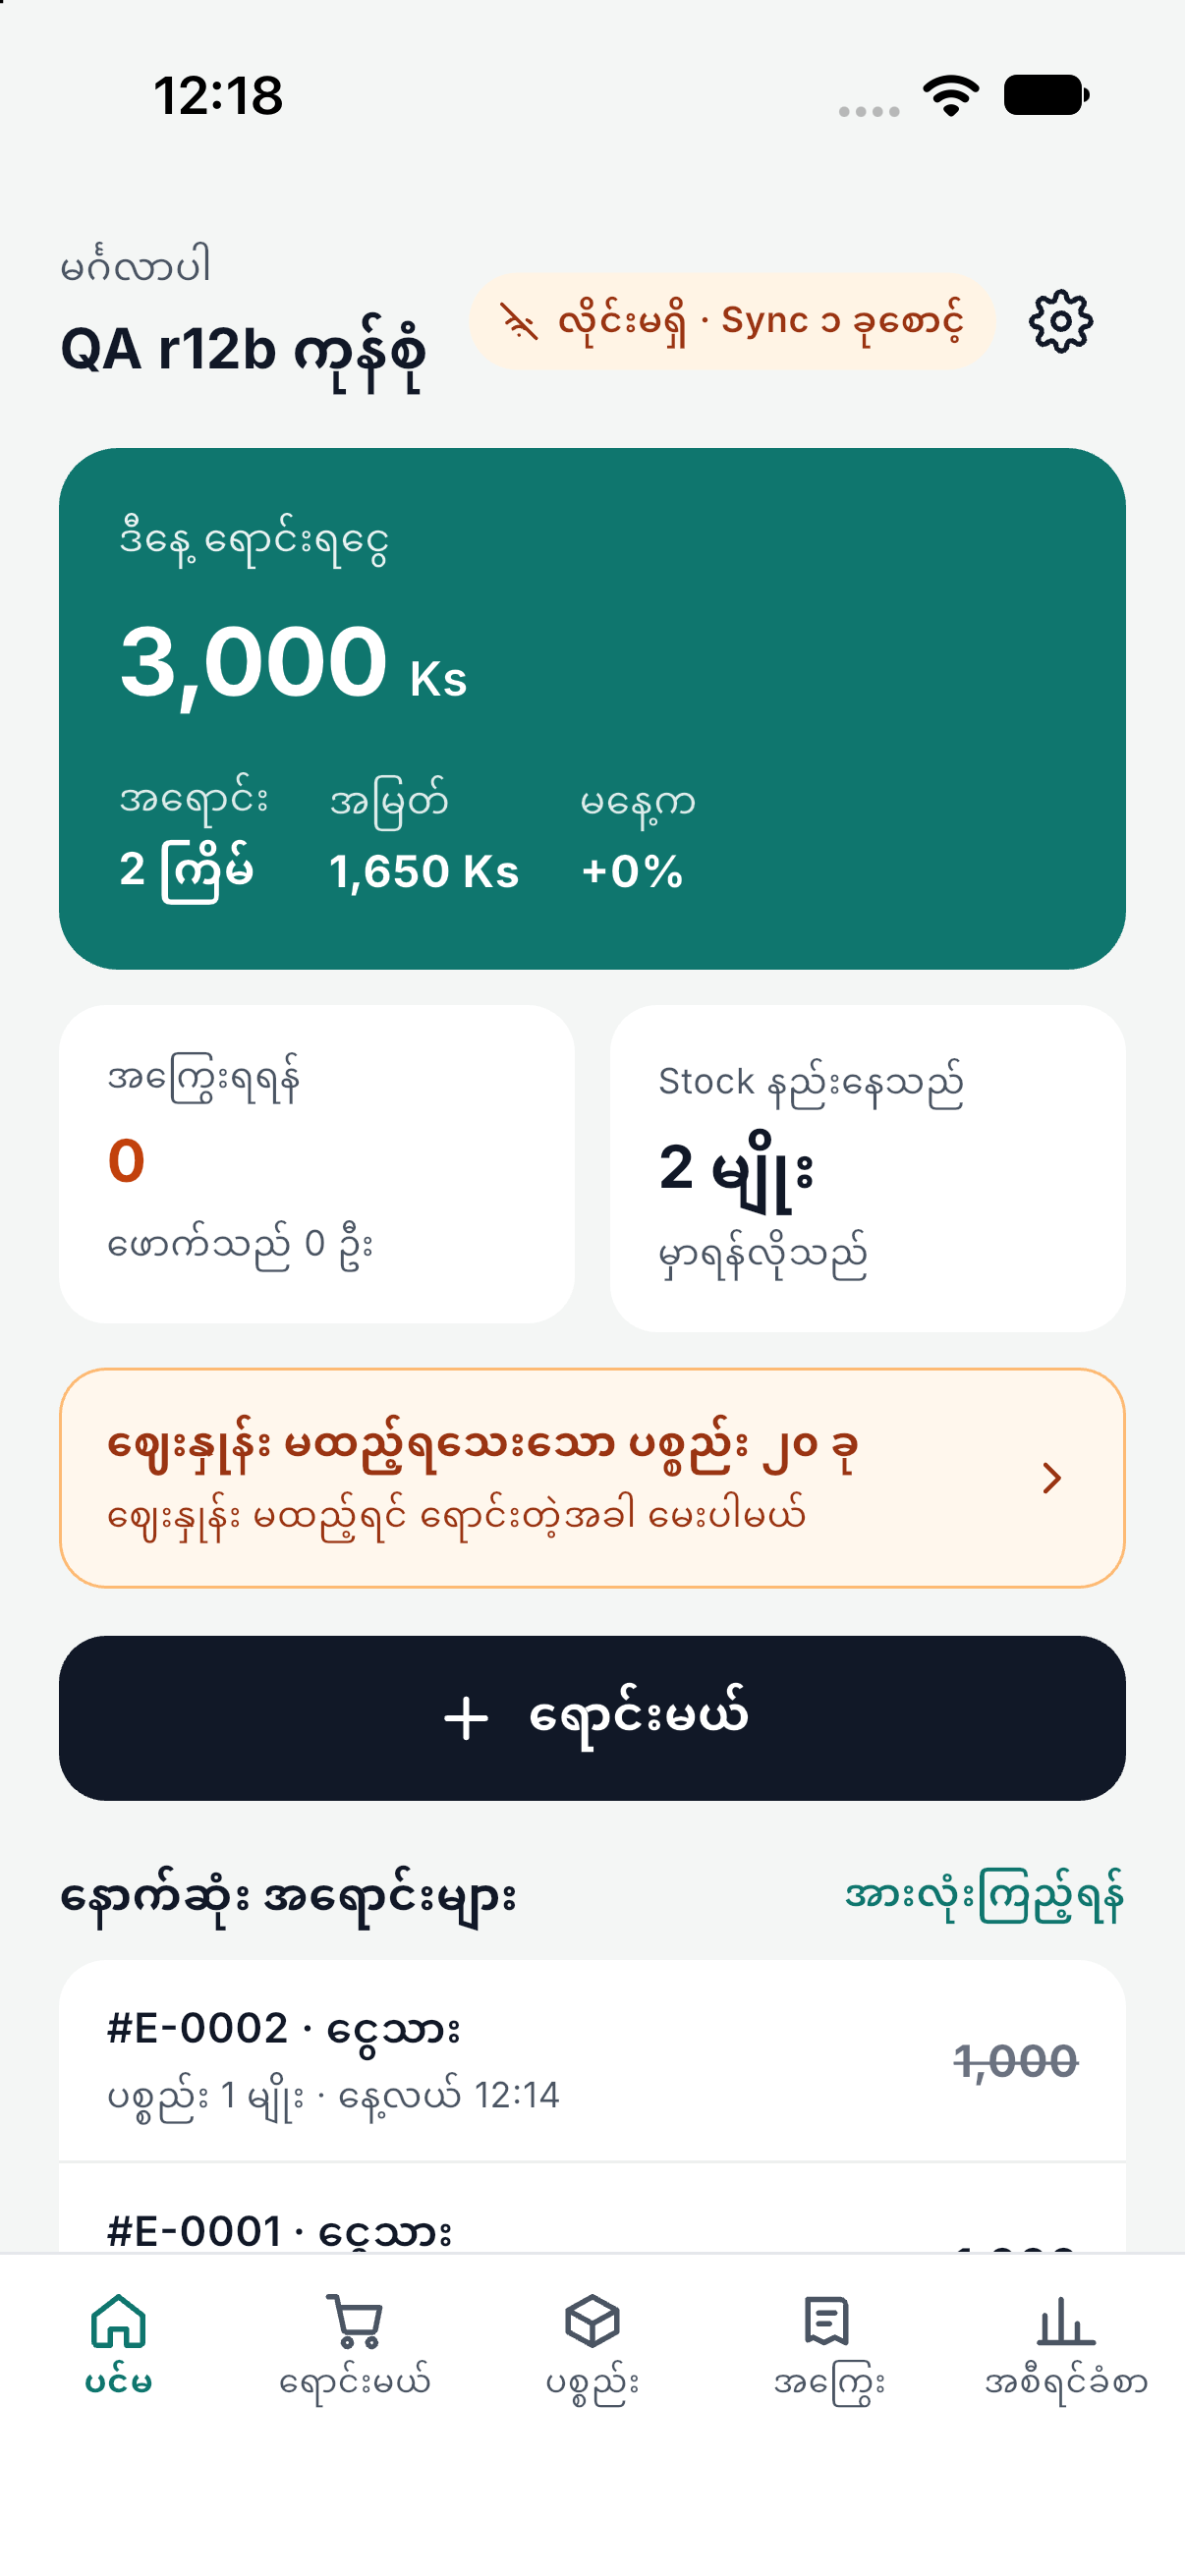 12:18
မင်္ဂလာပါ
QA r12b ကုန်စုံ
လိုင်းမရှိ · Sync ၁ ခုစောင့်
ဒီနေ့ ရောင်းရငွေ
3,000 Ks
အရောင်း အမြတ် မနေ့က
2 ကြိမ် 1,650 Ks +0%
အကြွေးရရန်
0
ဖောက်သည် 0 ဦး
Stock နည်းနေသည်
2 မျိုး
မှာရန်လိုသည်
ဈေးနှုန်း မထည့်ရသေးသော ပစ္စည်း ၂၀ ခု
ဈေးနှုန်း မထည့်ရင် ရောင်းတဲ့အခါ မေးပါမယ်
ရောင်းမယ်
နောက်ဆုံး အရောင်းများ
အားလုံးကြည့်ရန်
#E-0002 · ငွေသား
1,000
ပစ္စည်း 1 မျိုး · နေ့လယ် 12:14
#E-0001 · ငွေသား
ပင်မ
ရောင်းမယ်
ပစ္စည်း
အကြွေး
အစီရင်ခံစာ